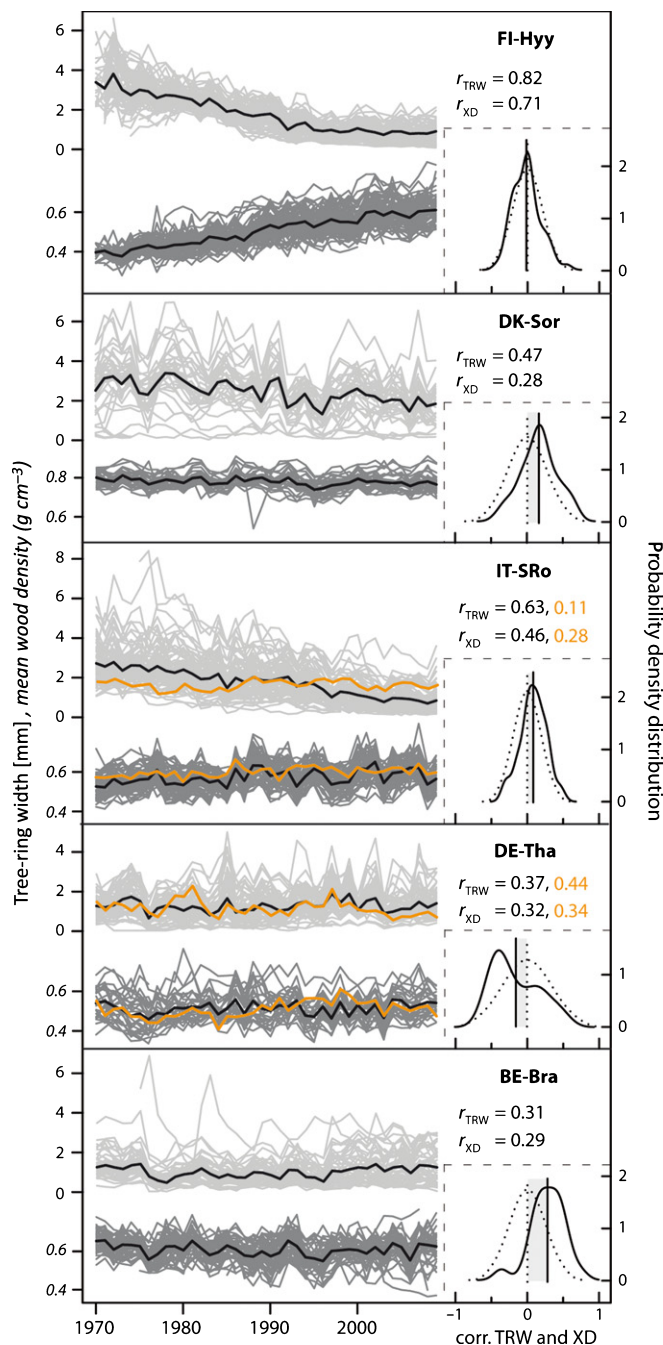 Tree-ring width [mm] , mean wood density (g cm⁻³)
Probability density distribution
FI-Hyy
rTRW = 0.82
rXD = 0.71
6
4
2
0
0.6
0.4
2
1
0
DK-Sor
rTRW = 0.47
rXD = 0.28
6
4
2
0
0.8
0.6
2
1
0
IT-SRo
rTRW = 0.63, 0.11
rXD = 0.46, 0.28
8
6
4
2
0
0.6
0.4
2
1
0
DE-Tha
rTRW = 0.37, 0.44
rXD = 0.32, 0.34
4
2
0
0.6
0.4
1
0
BE-Bra
rTRW = 0.31
rXD = 0.29
6
4
2
0
0.6
0.4
2
1
0
1970 1980 1990 2000
−1 0 1
corr. TRW and XD